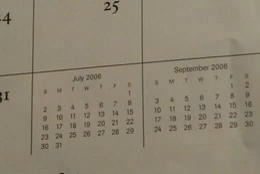 25
24
31
July 2006
S M T W T F S
1
2 3 4 5 6 7 8
9 10 11 12 13 14 15
16 17 18 19 20 21 22
23 24 25 26 27 28 29
30 31
September 2006
S M T W T F S
1 2
3 4 5 6 7 8 9
10 11 12 13 14 15 16
17 18 19 20 21 22 23
24 25 26 27 28 29 30